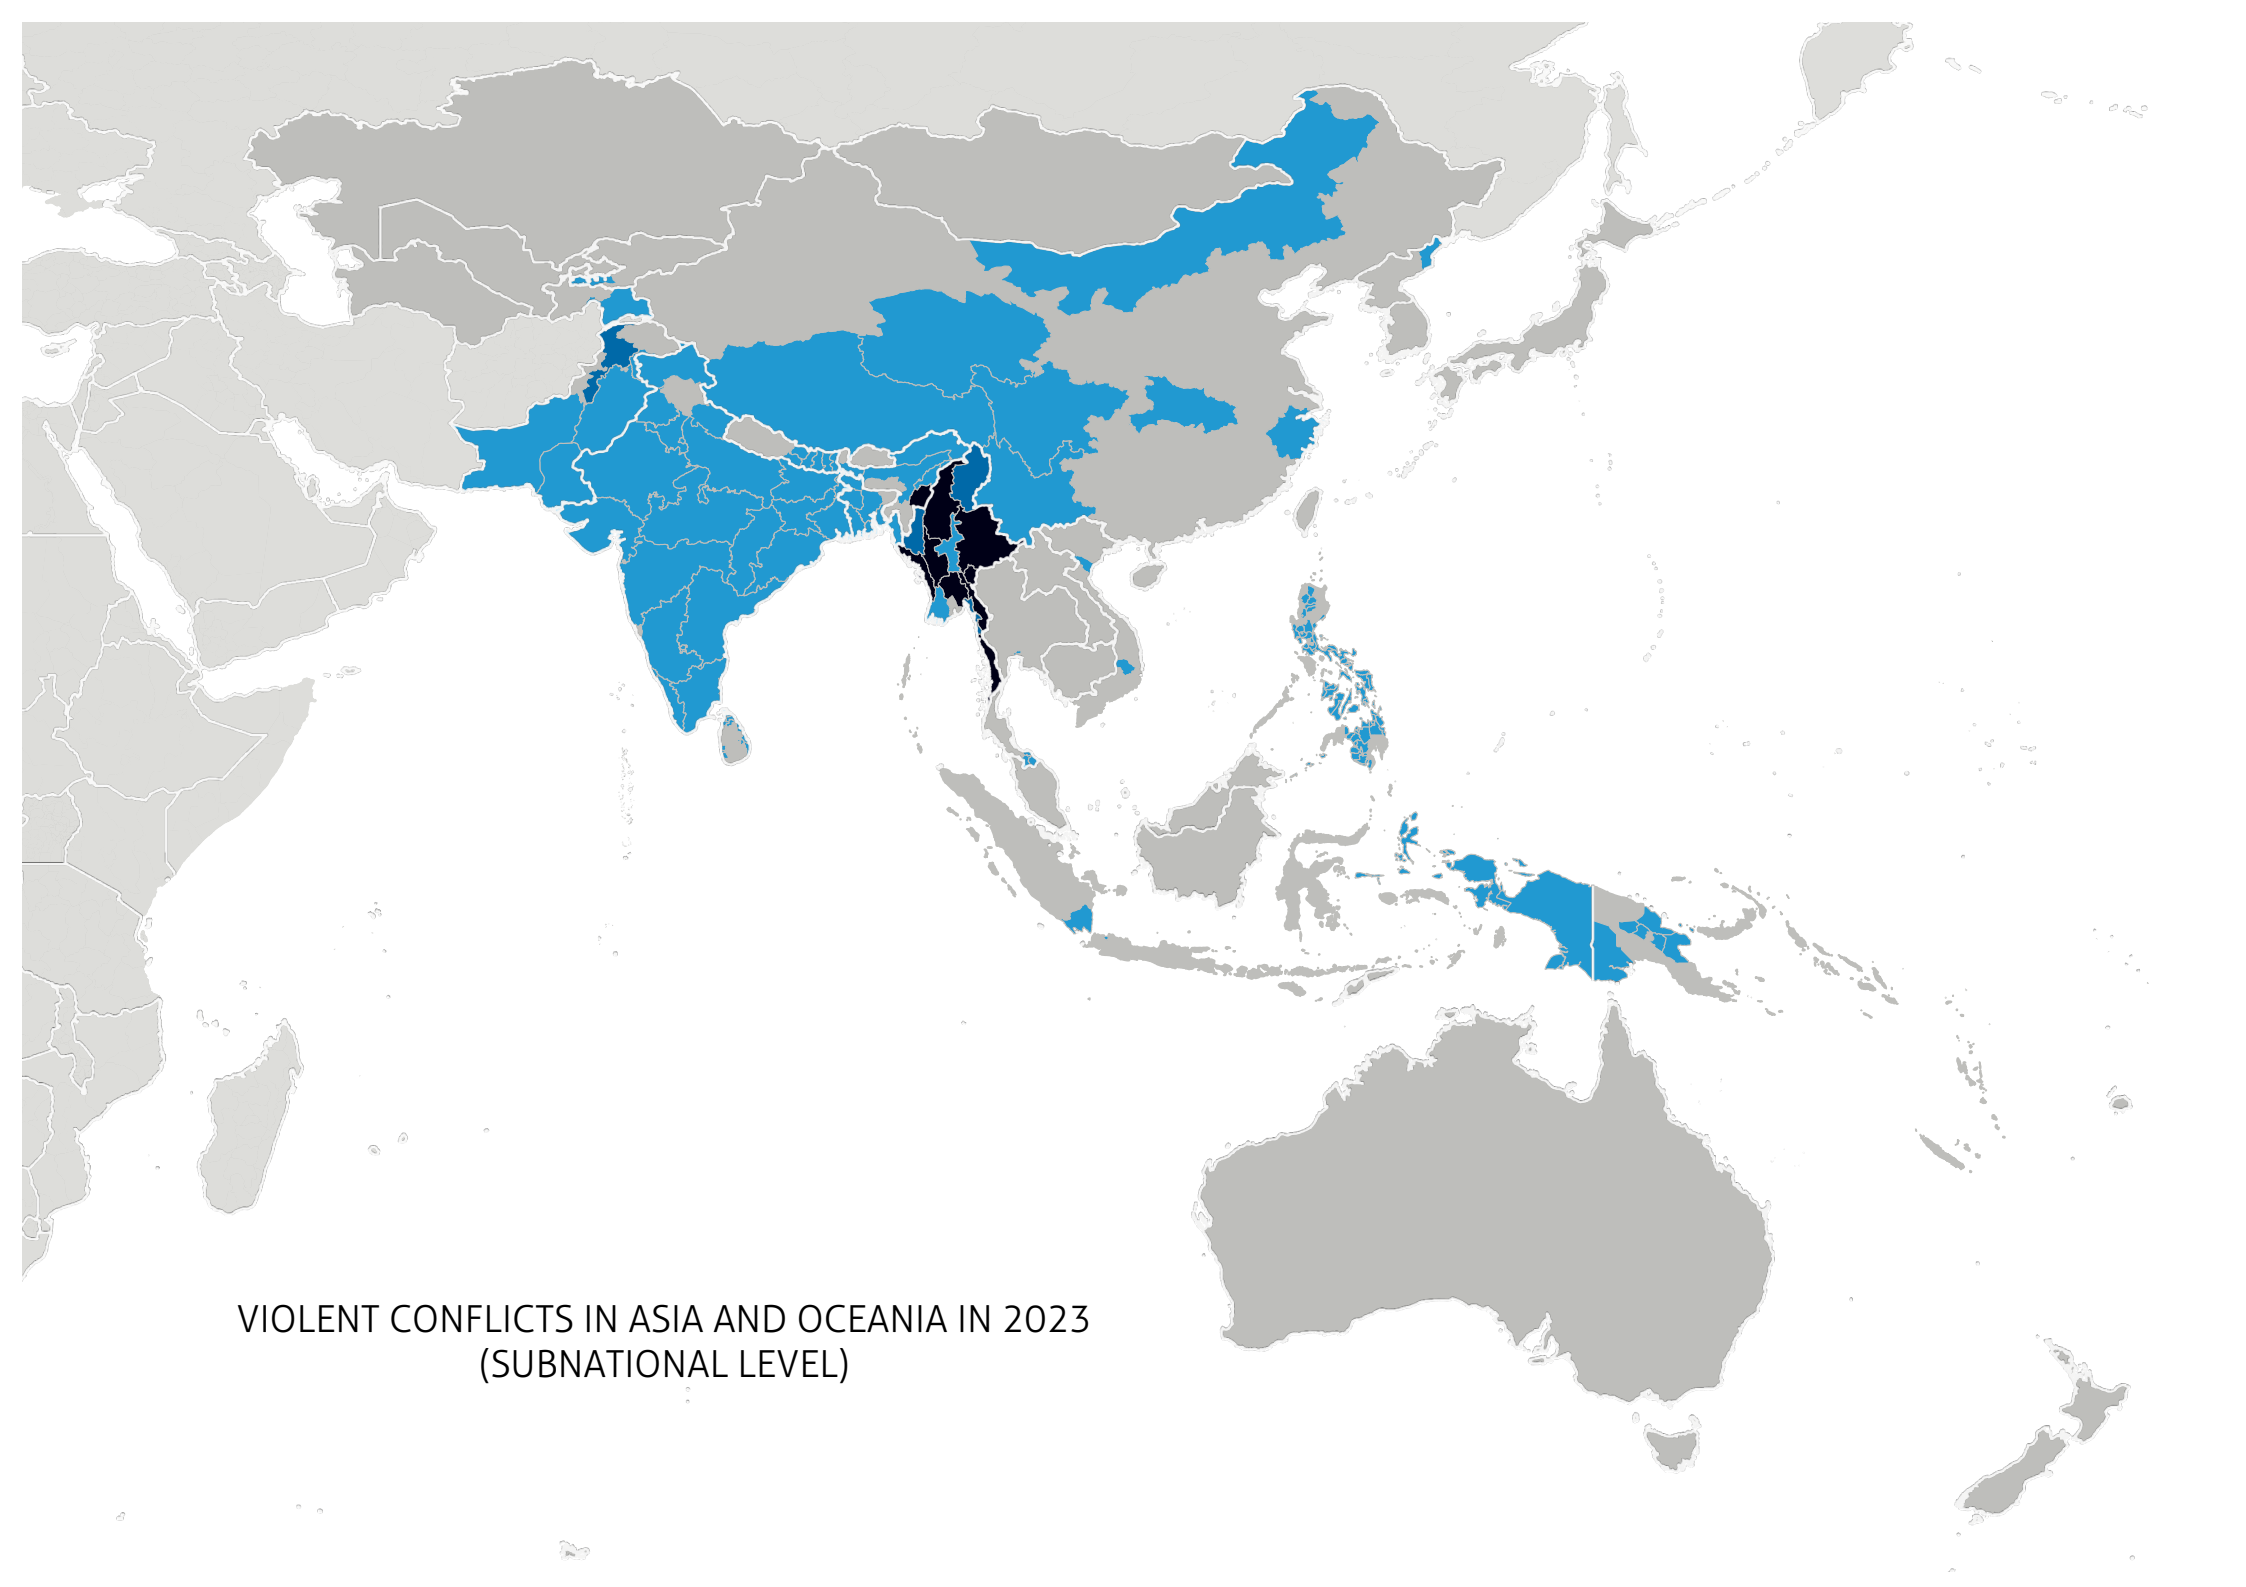 VIOLENT CONFLICTS IN ASIA AND OCEANIA IN 2023
(SUBNATIONAL LEVEL)